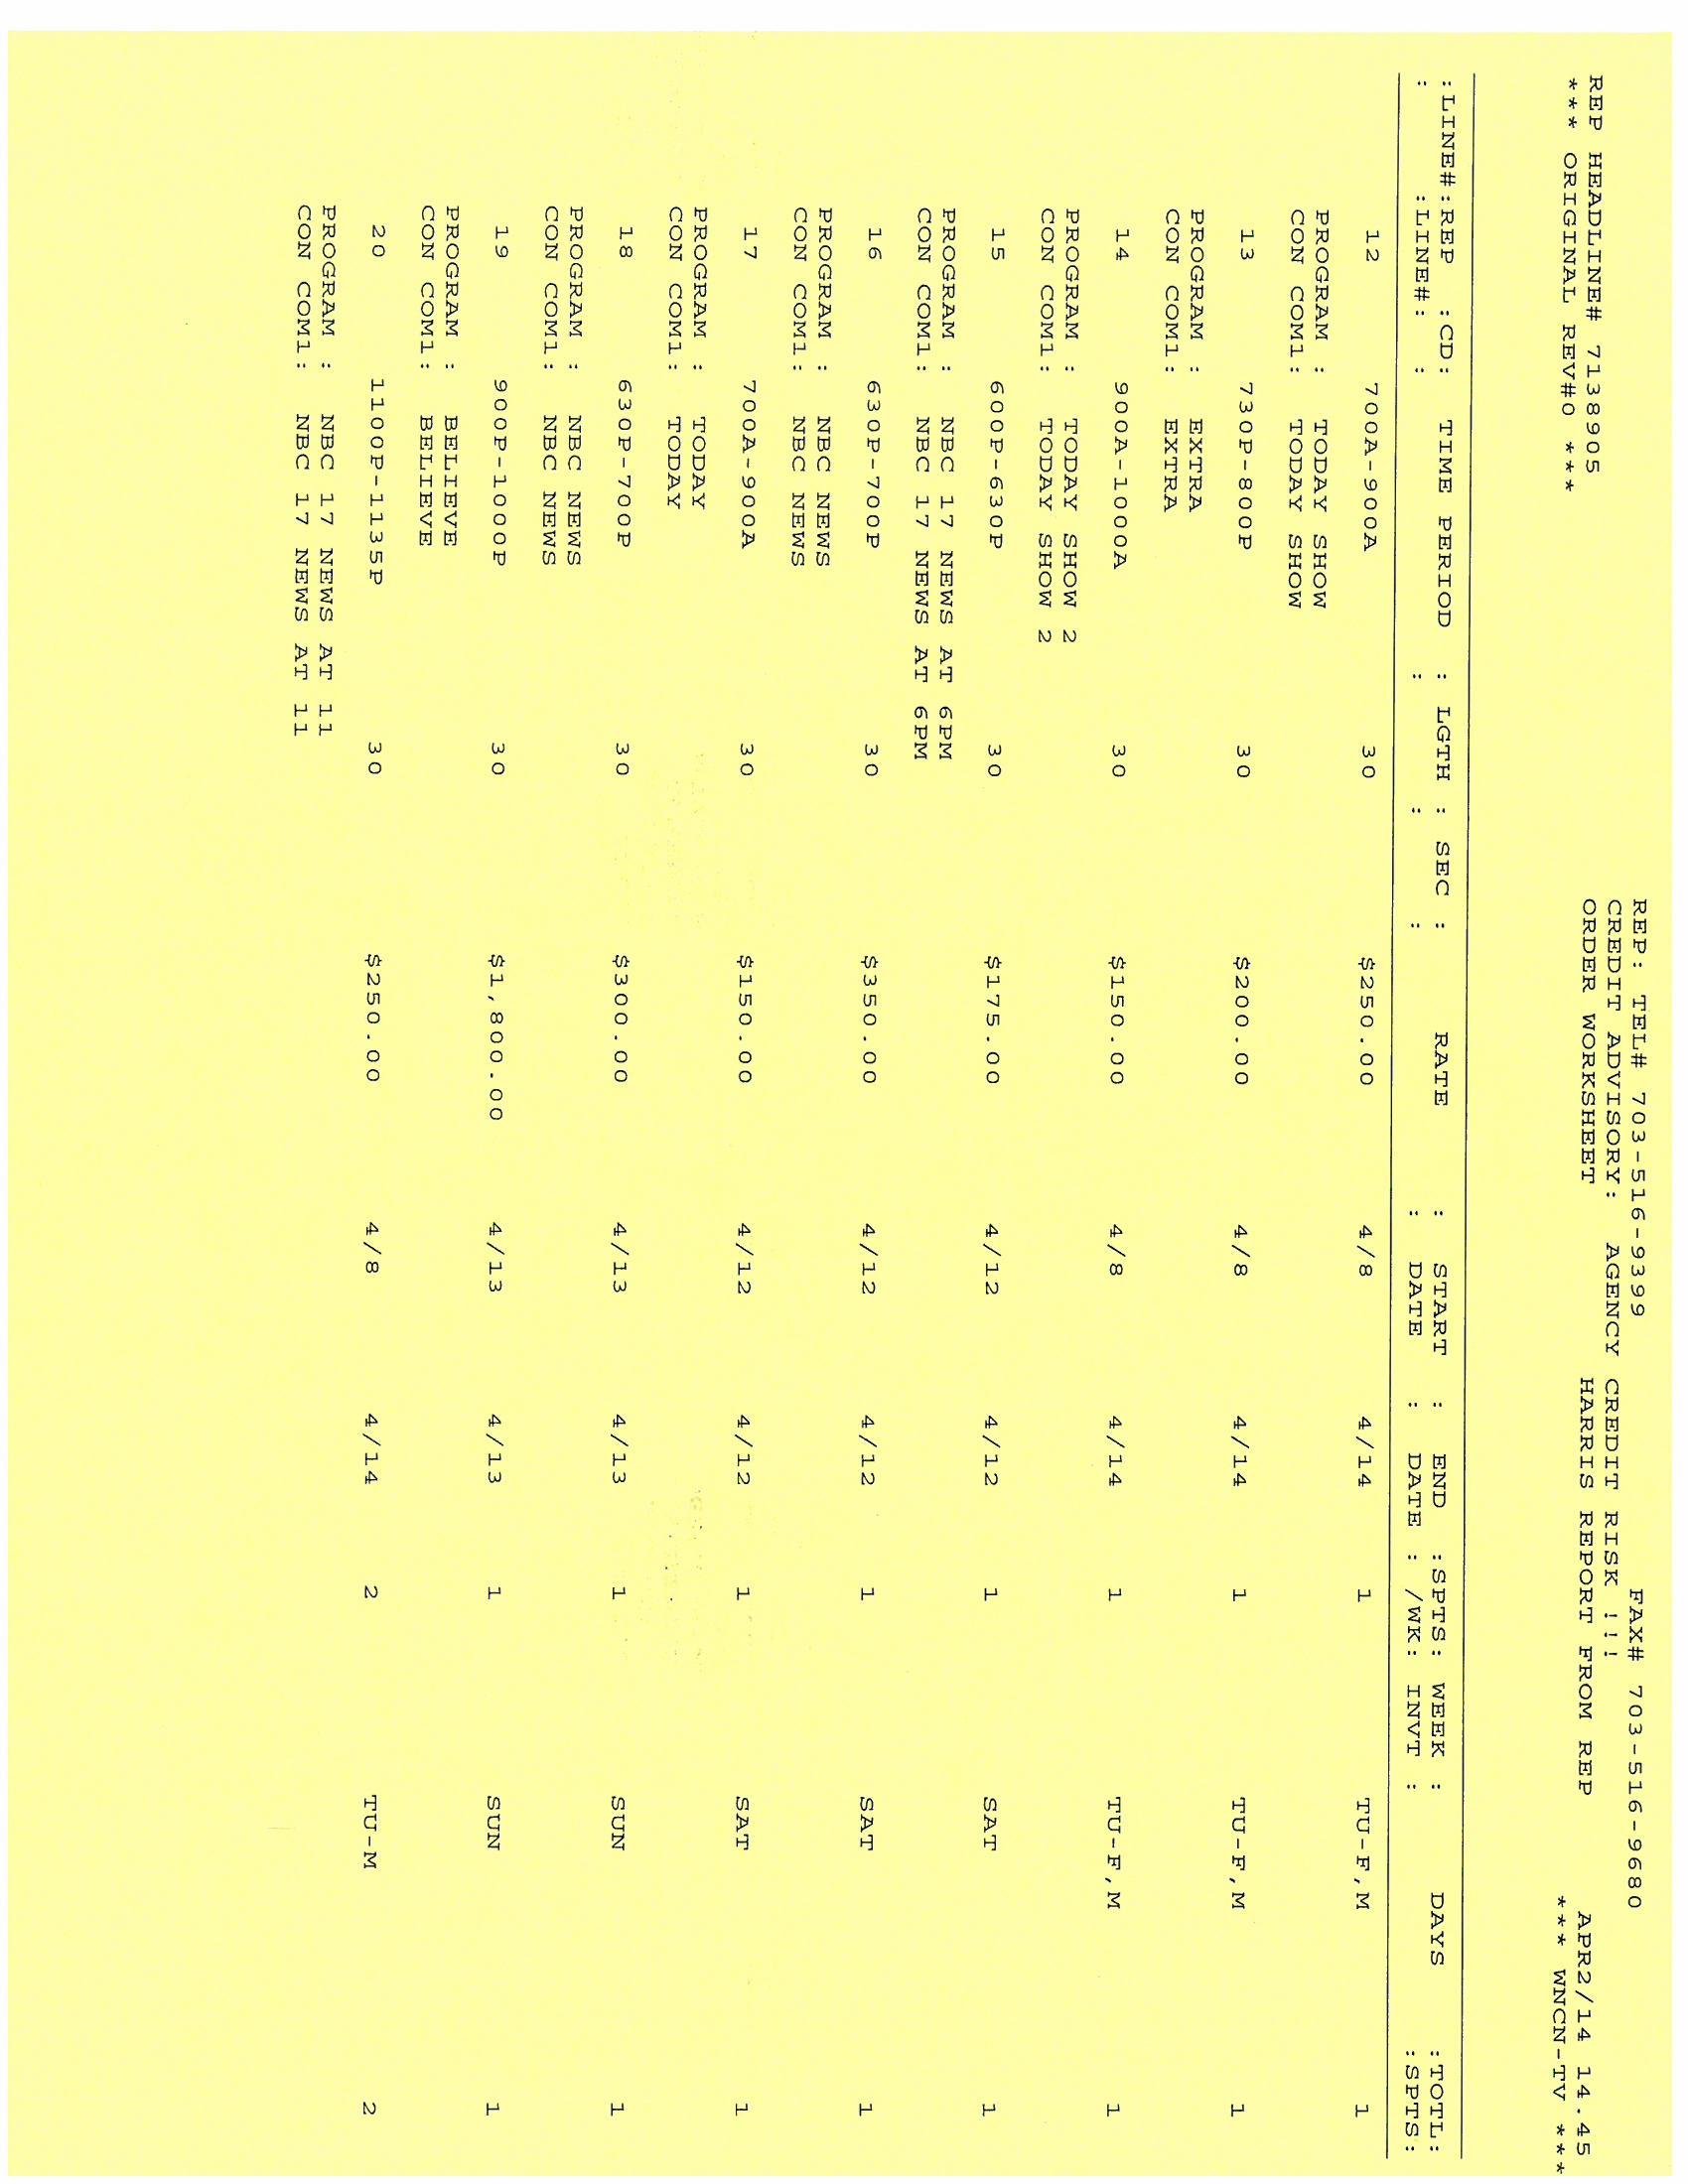 REP: TEL# 703-516-9399 FAX# 703-516-9680
CREDIT ADVISORY: AGENCY CREDIT RISK !!!
REP HEADLINE# 7138905 ORDER WORKSHEET HARRIS REPORT FROM REP APR2/14 14.45
*** ORIGINAL REV#0 *** *** WNCN-TV ***
:LINE#:REP :CD: TIME PERIOD : LGTH : SEC : RATE : START : END :SPTS: WEEK : DAYS :TOTL:
: :LINE#: : : : : : DATE : DATE : /WK: INVT : :SPTS:
12 700A-900A 30 $250.00 4/8 4/14 1 TU-F,M 1
PROGRAM : TODAY SHOW
CON COM1: TODAY SHOW
13 730P-800P 30 $200.00 4/8 4/14 1 TU-F,M 1
PROGRAM : EXTRA
CON COM1: EXTRA
14 900A-1000A 30 $150.00 4/8 4/14 1 TU-F,M 1
PROGRAM : TODAY SHOW 2
CON COM1: TODAY SHOW 2
15 600P-630P 30 $175.00 4/12 4/12 1 SAT 1
PROGRAM : NBC 17 NEWS AT 6PM
CON COM1: NBC 17 NEWS AT 6PM
16 630P-700P 30 $350.00 4/12 4/12 1 SAT 1
PROGRAM : NBC NEWS
CON COM1: NBC NEWS
17 700A-900A 30 $150.00 4/12 4/12 1 SAT 1
PROGRAM : TODAY
CON COM1: TODAY
18 630P-700P 30 $300.00 4/13 4/13 1 SUN 1
PROGRAM : NBC NEWS
CON COM1: NBC NEWS
19 900P-1000P 30 $1,800.00 4/13 4/13 1 SUN 1
PROGRAM : BELIEVE
CON COM1: BELIEVE
20 1100P-1135P 30 $250.00 4/8 4/14 2 TU-M 2
PROGRAM : NBC 17 NEWS AT 11
CON COM1: NBC 17 NEWS AT 11